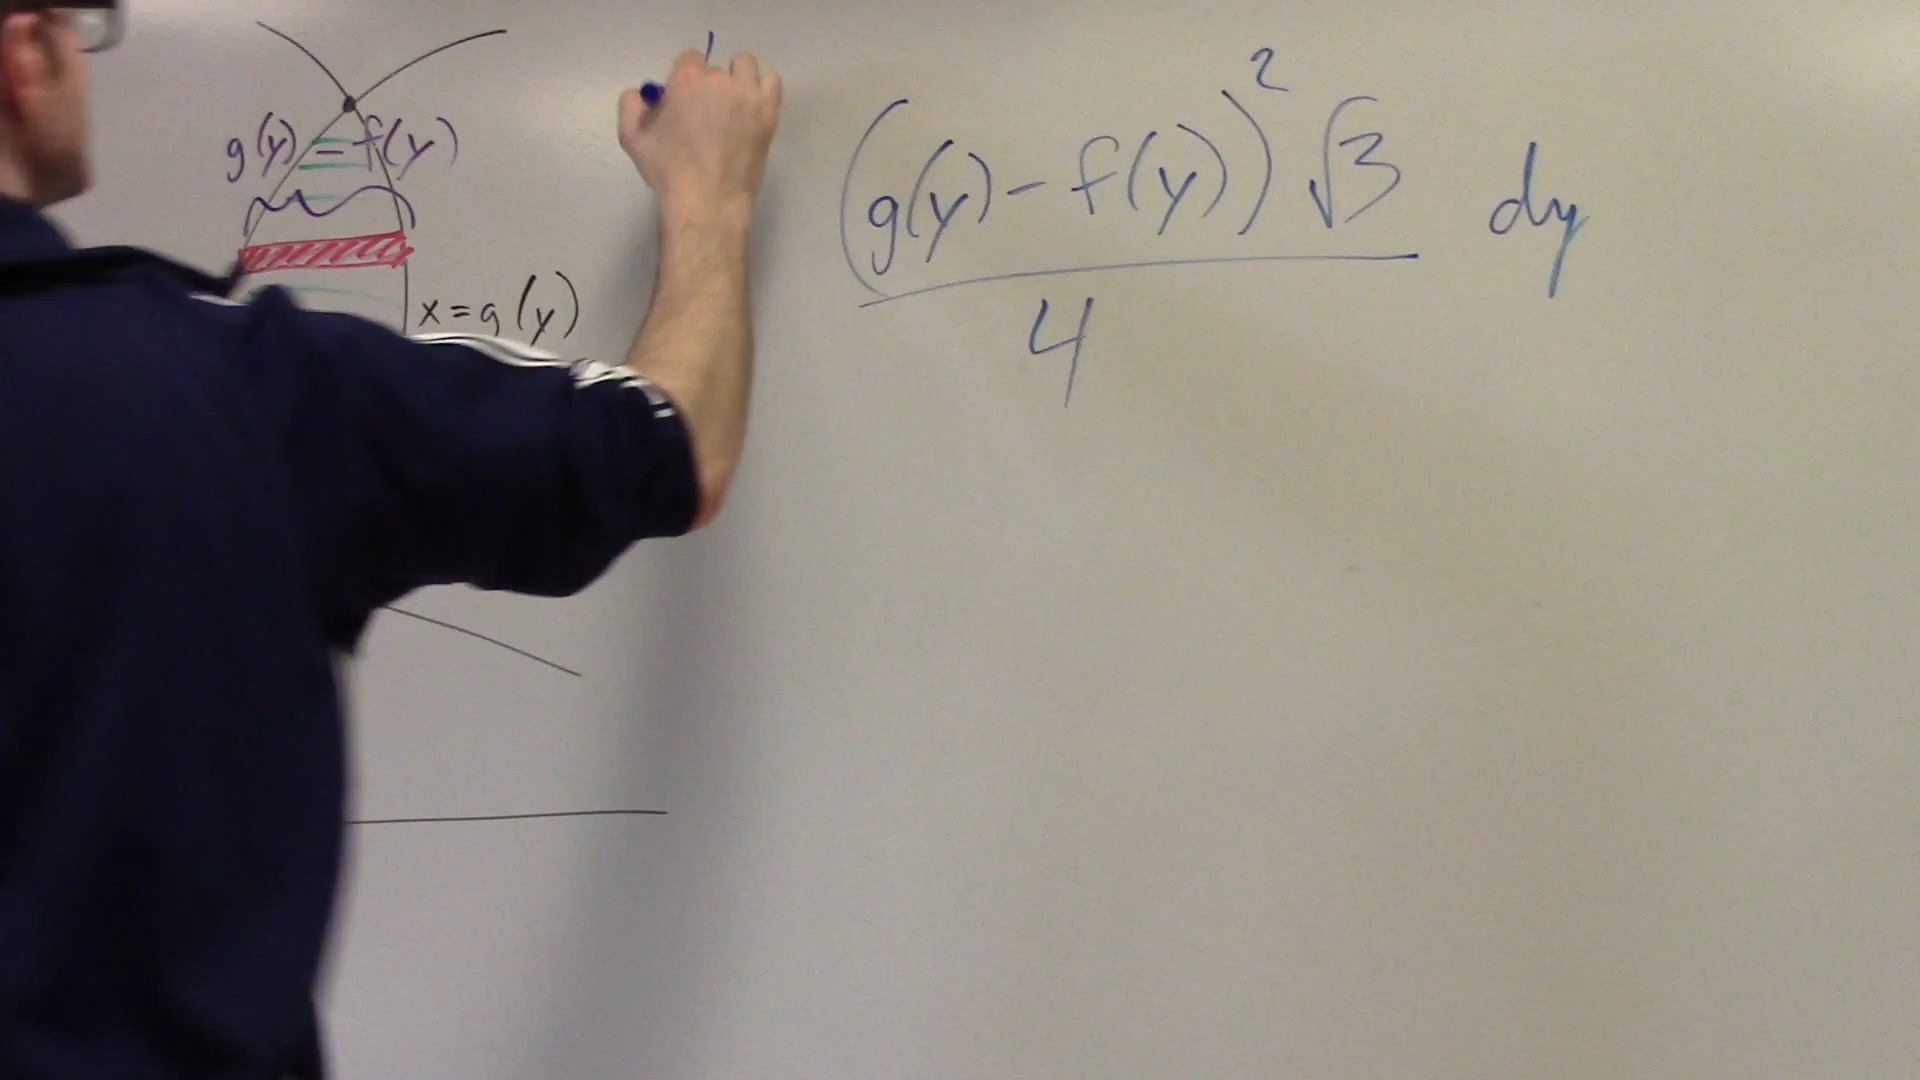 g(y) - f(y)
x = g(y)
(g(y) - f(y))² √3
4
dy